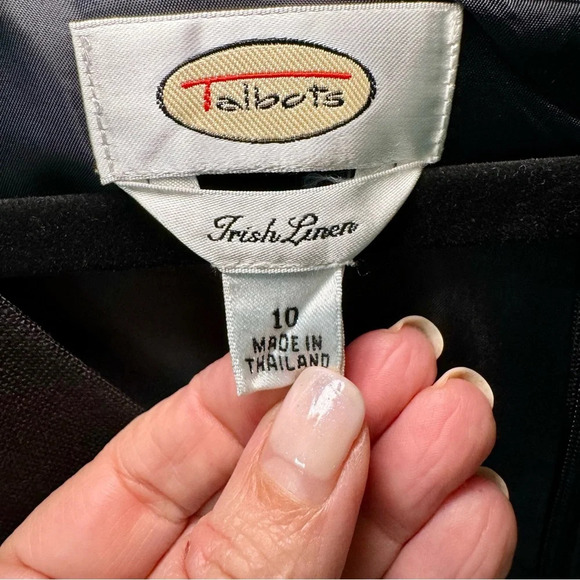 Talbots
Irish Linen
10
MADE IN
THAILAND